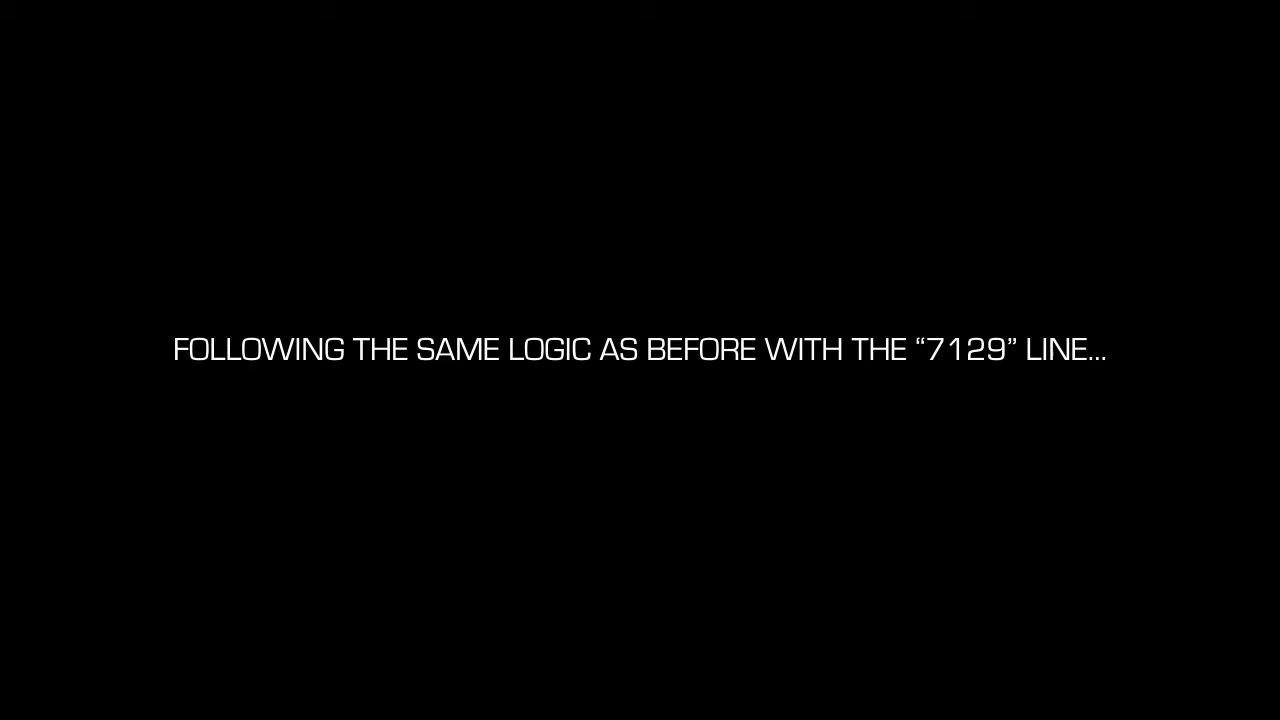 FOLLOWING THE SAME LOGIC AS BEFORE WITH THE “7129” LINE...